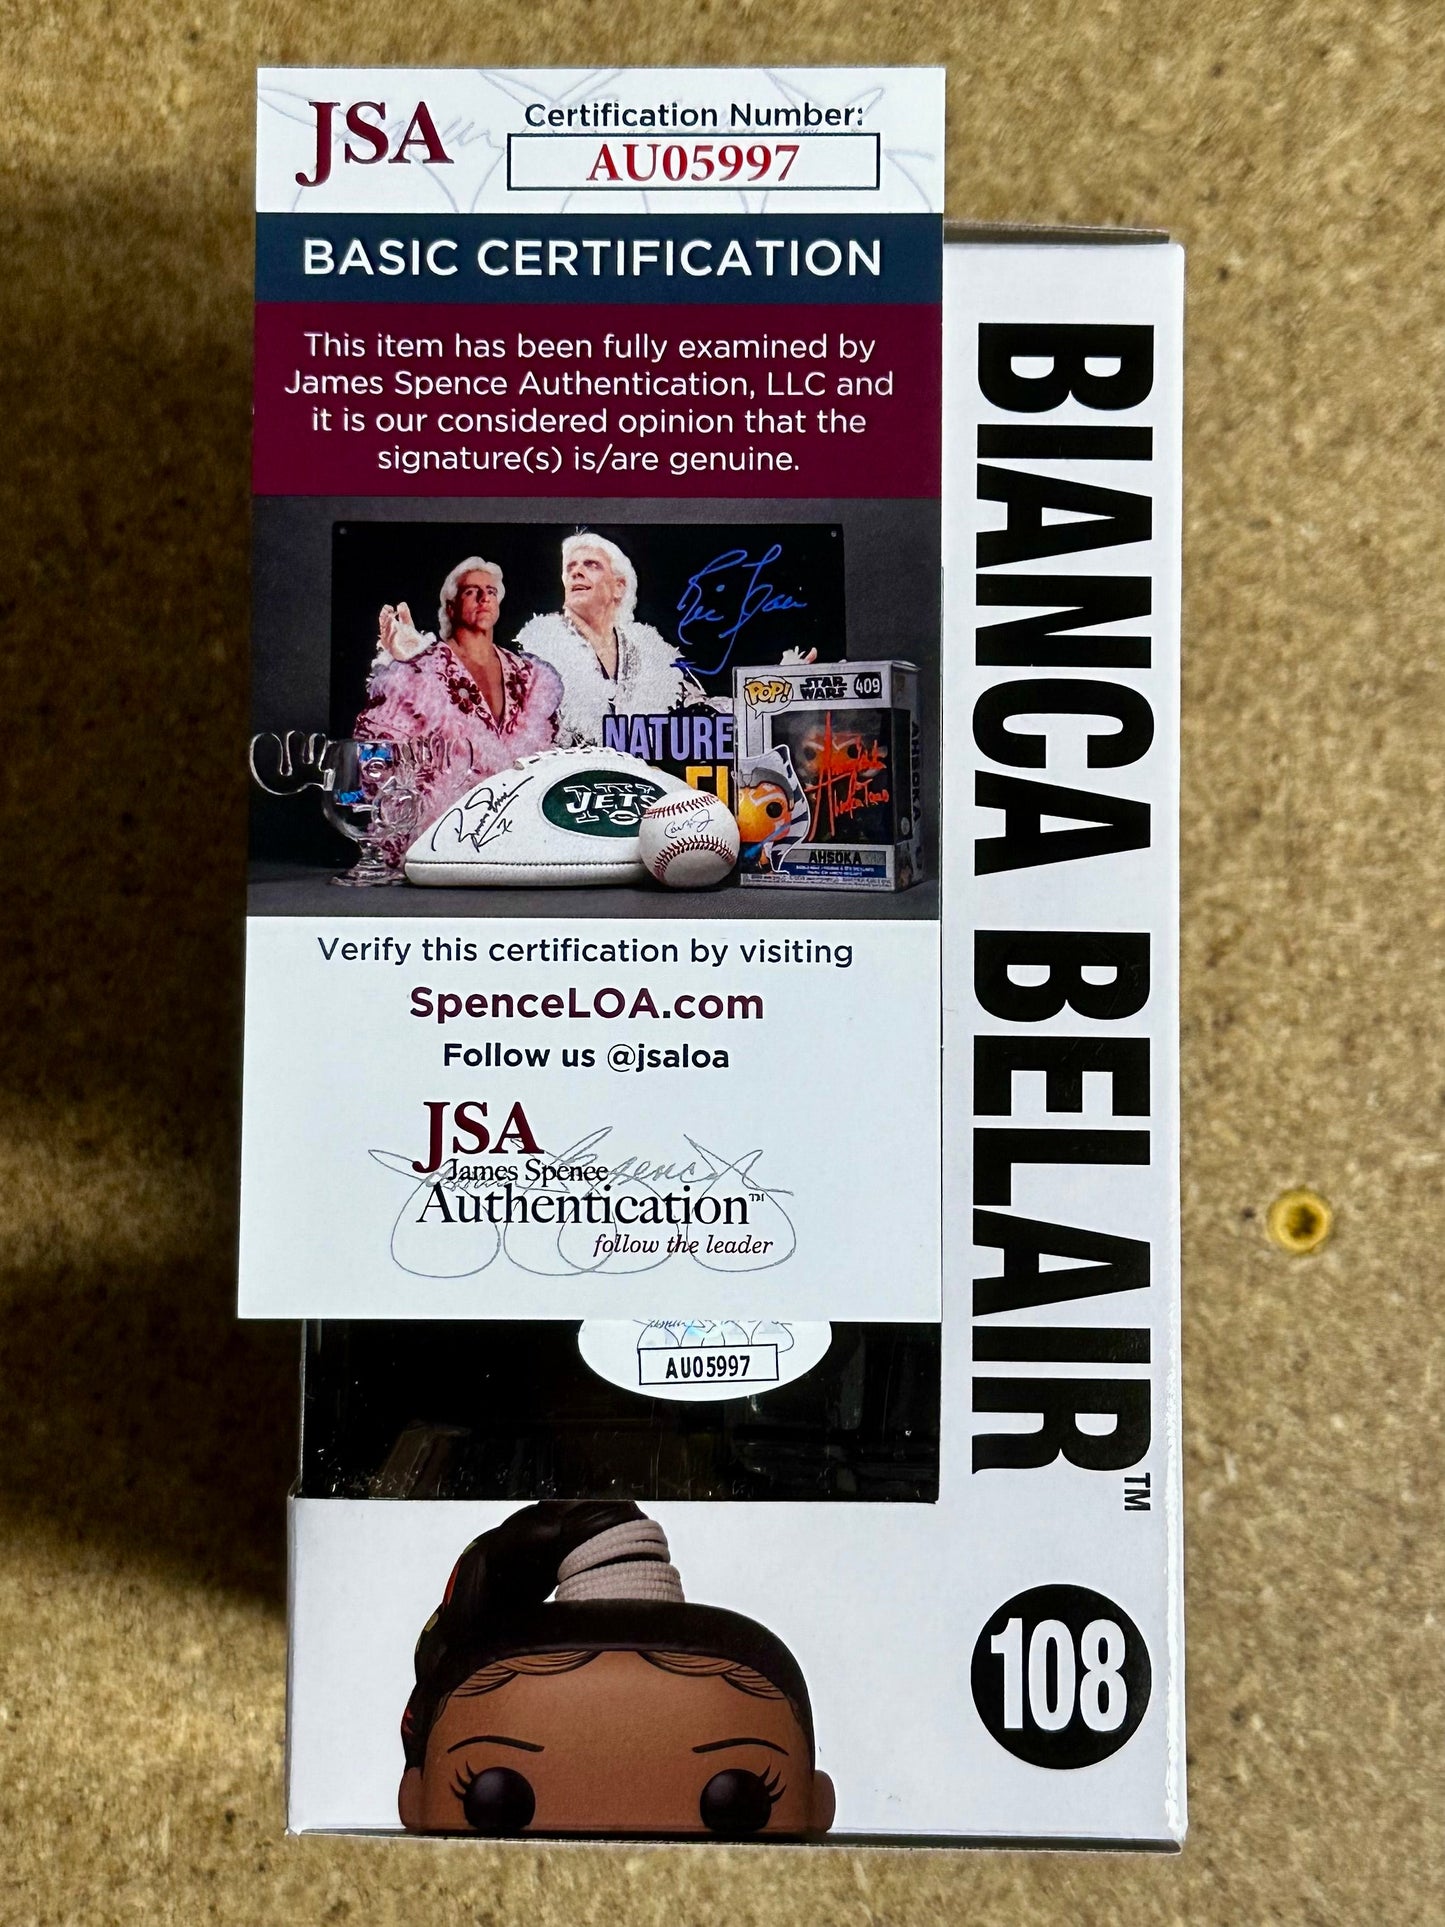 JSA
Certification Number:
AU05997
BASIC CERTIFICATION
This item has been fully examined by
James Spence Authentication, LLC and
it is our considered opinion that the
signature(s) is/are genuine.
NATURE
JETS
POP!
STAR
WARS
409
AHSOKA
AHSOKA
Verify this certification by visiting
SpenceLOA.com
Follow us @jsaloa
JSA
James Spence
Authentication™
follow the leader
AU05997
BIANCA BELAIR™
108